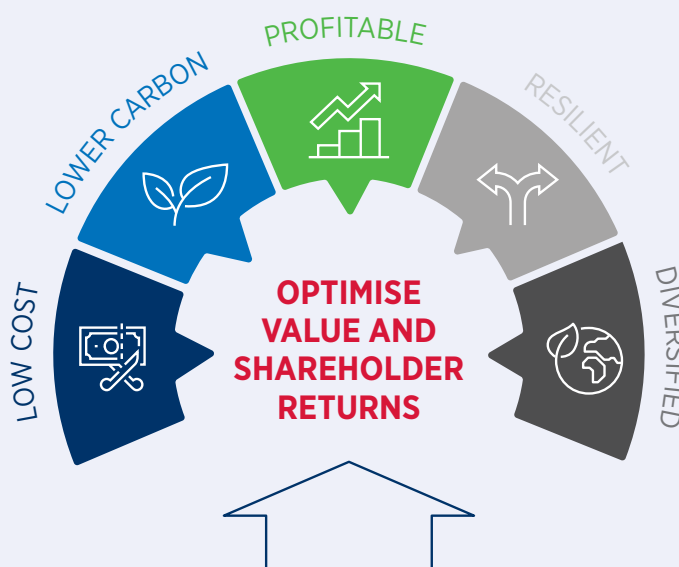 PROFITABLE
LOWER CARBON
RESILIENT
LOW COST
DIVERSIFIED
OPTIMISE
VALUE AND
SHAREHOLDER
RETURNS